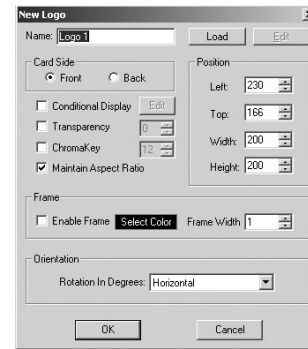 New Logo
Name: Logo 1 Load Edit
Card Side
Front Back
Conditional Display Edit
Transparency 0
ChromaKey 12
Maintain Aspect Ratio
Position
Left: 230
Top: 166
Width: 200
Height: 200
Frame
Enable Frame Select Color Frame Width 1
Orientation
Rotation In Degrees: Horizontal
OK Cancel